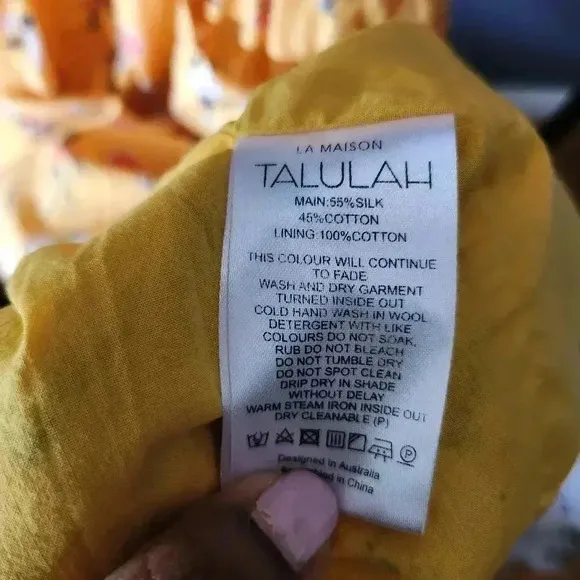 LA MAISON
TALULAH
MAIN:55%SILK
45%COTTON
LINING:100%COTTON
THIS COLOUR WILL CONTINUE
TO FADE
WASH AND DRY GARMENT
TURNED INSIDE OUT
COLD HAND WASH IN WOOL
DETERGENT WITH LIKE
COLOURS DO NOT SOAK,
RUB DO NOT BLEACH
DO NOT TUMBLE DRY
DO NOT SPOT CLEAN
DRIP DRY IN SHADE
WITHOUT DELAY
WARM STEAM IRON INSIDE OUT
DRY CLEANABLE (P)
P
Designed in Australia
in China